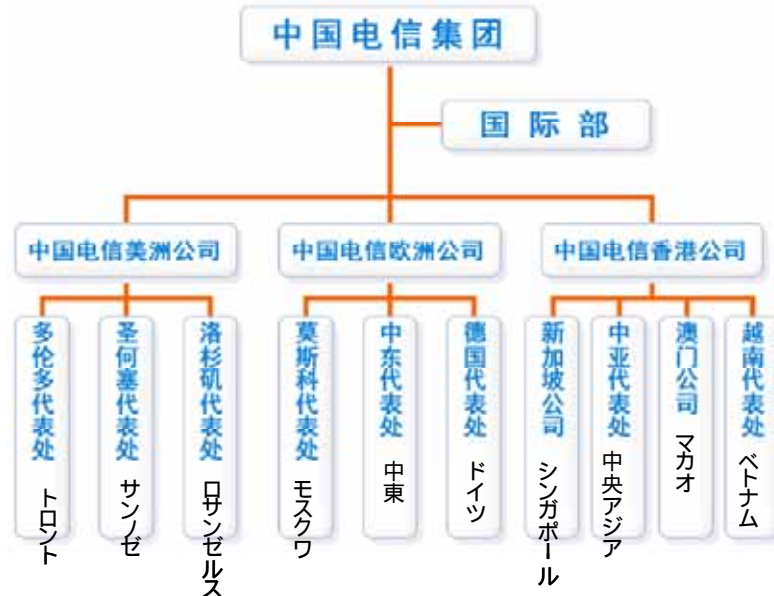 中国电信集团
国际部
中国电信美洲公司
中国电信欧洲公司
中国电信香港公司
多伦多代表处
トロント
圣何塞代表处
サンノゼ
洛杉矶代表处
ロサンゼルス
莫斯科代表处
モスクワ
中东代表处
中東
德国代表处
ドイツ
新加坡公司
シンガポール
中亚代表处
中央アジア
澳门公司
マカオ
越南代表处
ベトナム